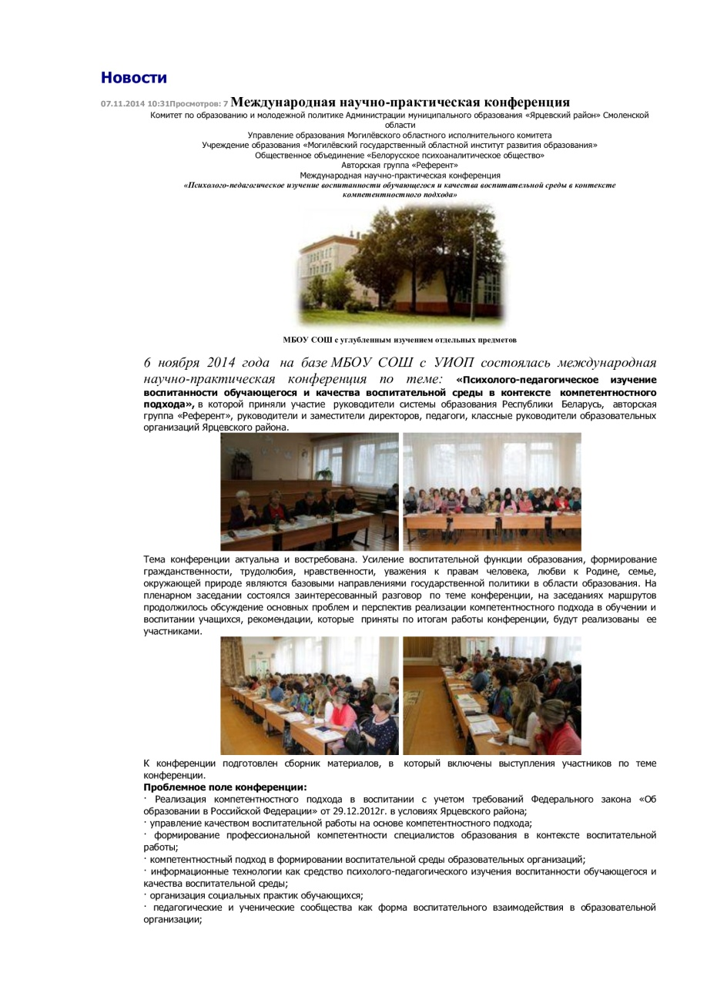 Новости
07.11.2014 10:31Просмотров: 7 Международная научно-практическая конференция
Комитет по образованию и молодежной политике Администрации муниципального образования «Ярцевский район» Смоленской
области
Управление образования Могилёвского областного исполнительного комитета
Учреждение образования «Могилёвский государственный областной институт развития образования»
Общественное объединение «Белорусское психоаналитическое общество»
Авторская группа «Референт»
Международная научно-практическая конференция
«Психолого-педагогическое изучение воспитанности обучающегося и качества воспитательной среды в контексте
компетентностного подхода»
МБОУ СОШ с углубленным изучением отдельных предметов
6 ноября 2014 года на базе МБОУ СОШ с УИОП состоялась международная
научно-практическая конференция по теме: «Психолого-педагогическое изучение
воспитанности обучающегося и качества воспитательной среды в контексте компетентностного
подхода», в которой приняли участие руководители системы образования Республики Беларусь, авторская
группа «Референт», руководители и заместители директоров, педагоги, классные руководители образовательных
организаций Ярцевского района.
Тема конференции актуальна и востребована. Усиление воспитательной функции образования, формирование
гражданственности, трудолюбия, нравственности, уважения к правам человека, любви к Родине, семье,
окружающей природе являются базовыми направлениями государственной политики в области образования. На
пленарном заседании состоялся заинтересованный разговор по теме конференции, на заседаниях маршрутов
продолжилось обсуждение основных проблем и перспектив реализации компетентностного подхода в обучении и
воспитании учащихся, рекомендации, которые приняты по итогам работы конференции, будут реализованы ее
участниками.
К конференции подготовлен сборник материалов, в который включены выступления участников по теме
конференции.
Проблемное поле конференции:
· Реализация компетентностного подхода в воспитании с учетом требований Федерального закона «Об
образовании в Российской Федерации» от 29.12.2012г. в условиях Ярцевского района;
· управление качеством воспитательной работы на основе компетентностного подхода;
· формирование профессиональной компетентности специалистов образования в контексте воспитательной
работы;
· компетентностный подход в формировании воспитательной среды образовательных организаций;
· информационные технологии как средство психолого-педагогического изучения воспитанности обучающегося и
качества воспитательной среды;
· организация социальных практик обучающихся;
· педагогические и ученические сообщества как форма воспитательного взаимодействия в образовательной
организации;